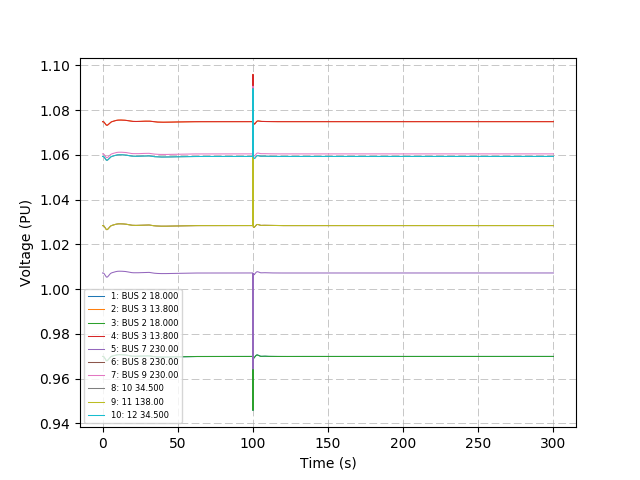 1.10
1.08
1.06
1.04
1.02
1.00
0.98
0.96
0.94
Voltage (PU)
1: BUS 2 18.000
2: BUS 3 13.800
3: BUS 2 18.000
4: BUS 3 13.800
5: BUS 7 230.00
6: BUS 8 230.00
7: BUS 9 230.00
8: 10 34.500
9: 11 138.00
10: 12 34.500
0 50 100 150 200 250 300
Time (s)